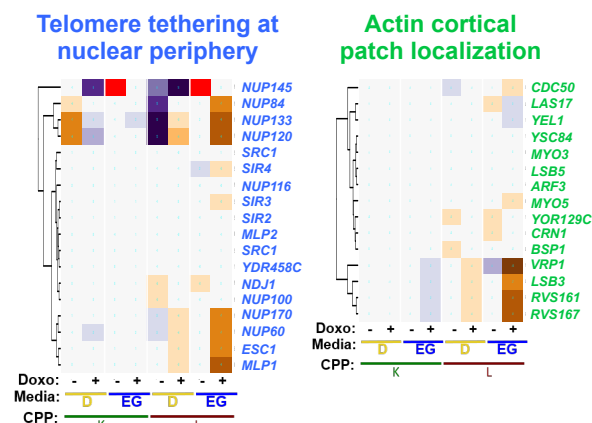 Telomere tethering at
nuclear periphery
NUP145
NUP84
NUP133
NUP120
SRC1
SIR4
NUP116
SIR3
SIR2
MLP2
SRC1
YDR458C
NDJ1
NUP100
NUP170
NUP60
ESC1
MLP1
Doxo: - + - + - + - +
Media: D EG D EG
CPP: K L
Actin cortical
patch localization
CDC50
LAS17
YEL1
YSC84
MYO3
LSB5
ARF3
MYO5
YOR129C
CRN1
BSP1
VRP1
LSB3
RVS161
RVS167
Doxo: - + - + - + - +
Media: D EG D EG
CPP: K L